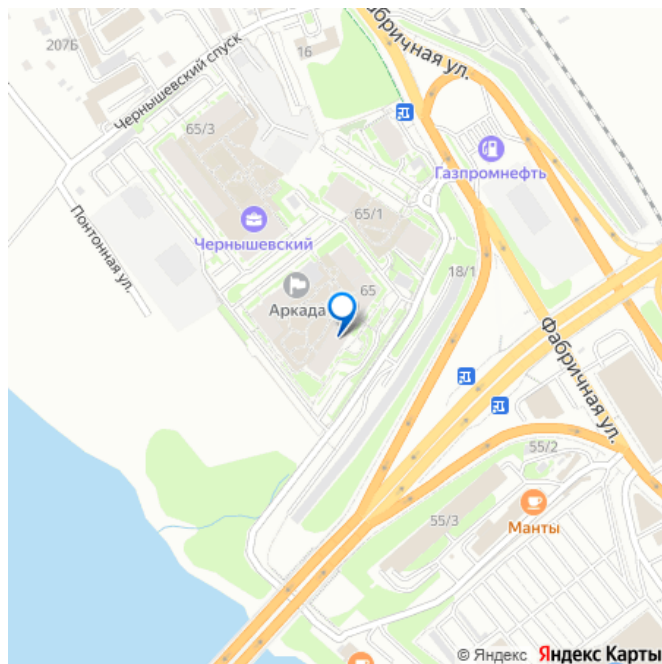 207Б
Чернышевский спуск
16
Фабричная ул.
65/3
Газпромнефть
Понтонная ул.
65/1
Чернышевский
18/1
65
Аркада
Фабричная ул.
55/2
55/3
Манты
© Яндекс Яндекс Карты